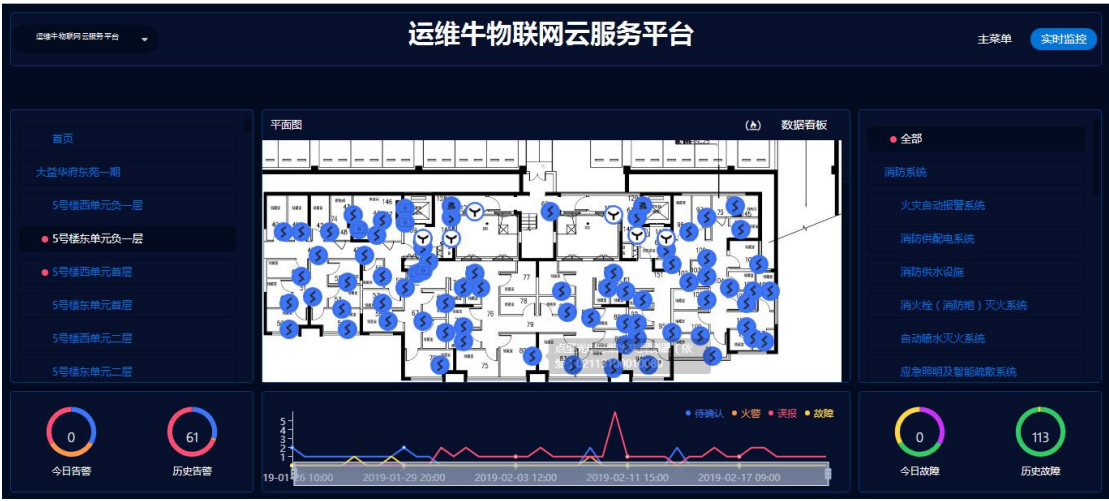 运维牛物联网云服务平台
运维牛物联网云服务平台
主菜单
实时监控
首页
大益华府东苑一期
5号楼西单元负一层
5号楼东单元负一层
5号楼西单元首层
5号楼东单元首层
5号楼西单元二层
5号楼东单元二层
平面图
数据看板
77
78
79
76
75
全部
消防系统
火灾自动报警系统
消防供配电系统
消防供水设施
消火栓（消防炮）灭火系统
自动喷水灭火系统
应急照明及智能疏散系统
0
今日告警
61
历史告警
待确认 火警 误报 故障
5
4
3
2
1
19-01-26 10:00 2019-01-29 20:00 2019-02-03 12:00 2019-02-11 15:00 2019-02-17 09:00
0
今日故障
113
历史故障